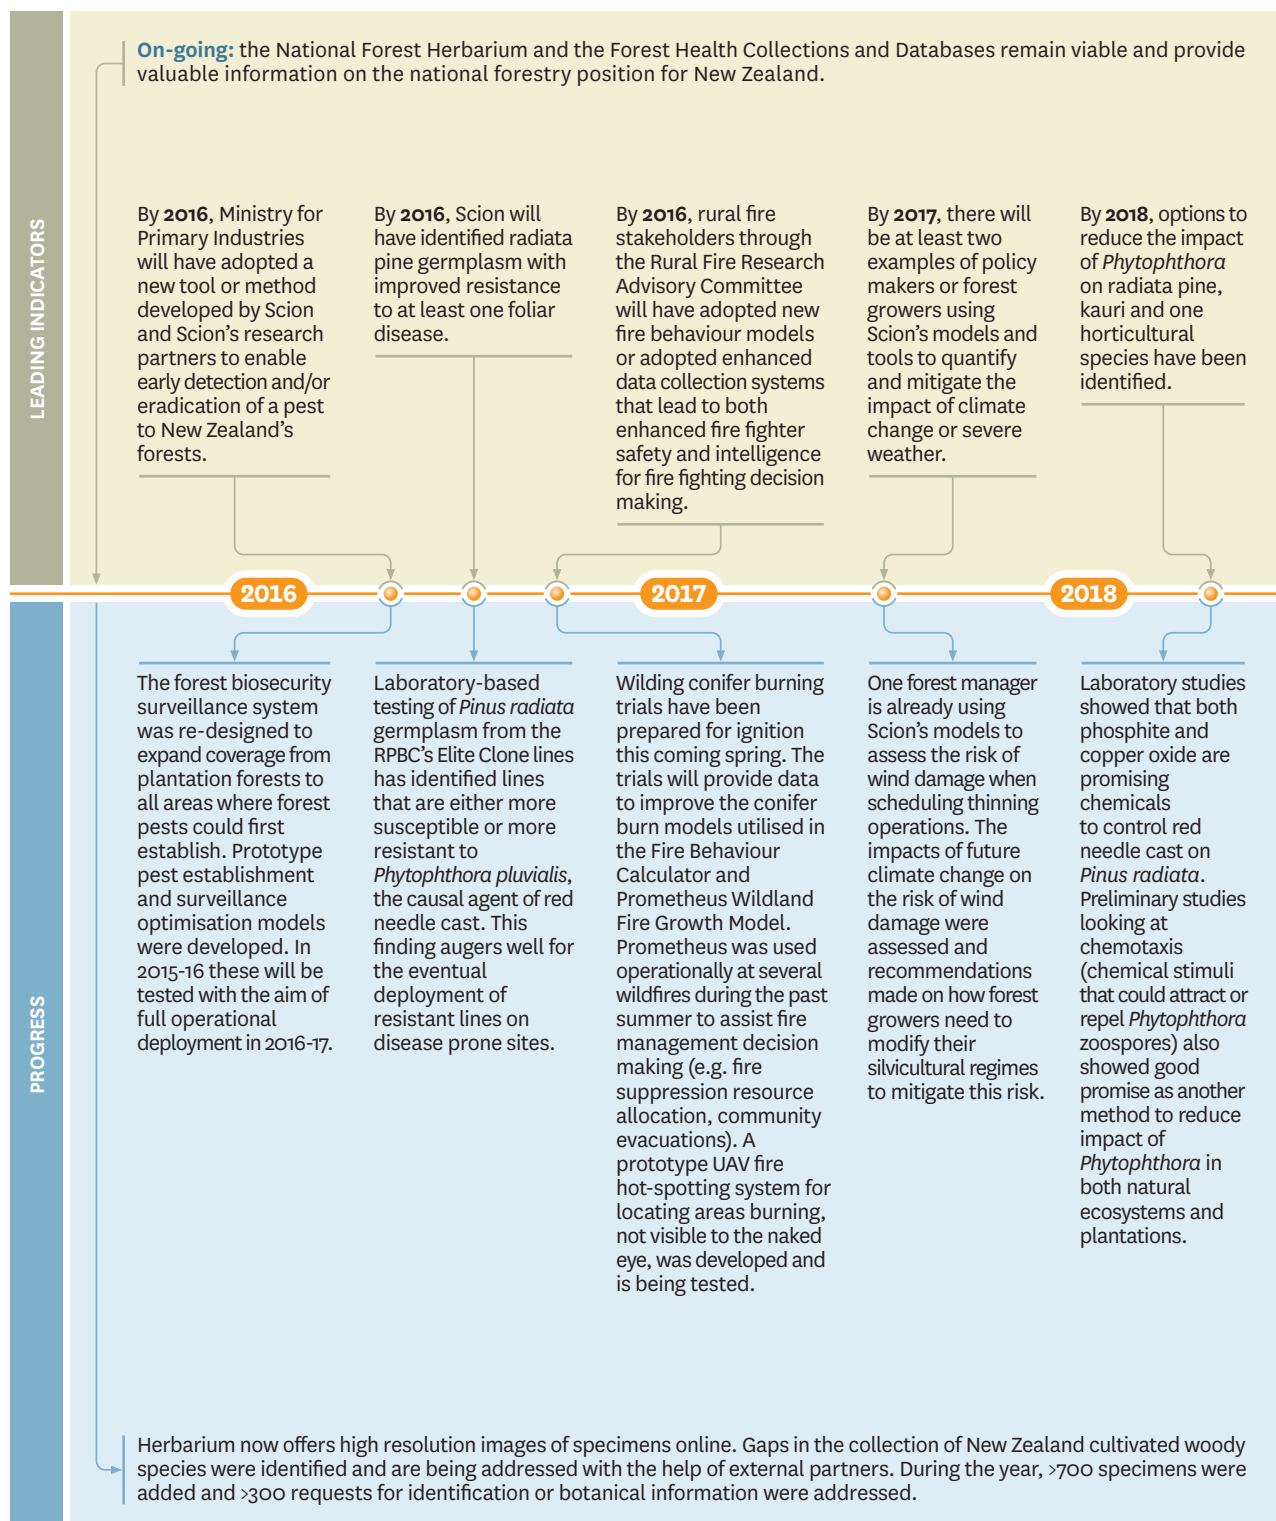 LEADING INDICATORS
On-going: the National Forest Herbarium and the Forest Health Collections and Databases remain viable and provide
valuable information on the national forestry position for New Zealand.
By 2016, Ministry for
Primary Industries
will have adopted a
new tool or method
developed by Scion
and Scion’s research
partners to enable
early detection and/or
eradication of a pest
to New Zealand’s
forests.
By 2016, Scion will
have identified radiata
pine germplasm with
improved resistance
to at least one foliar
disease.
By 2016, rural fire
stakeholders through
the Rural Fire Research
Advisory Committee
will have adopted new
fire behaviour models
or adopted enhanced
data collection systems
that lead to both
enhanced fire fighter
safety and intelligence
for fire fighting decision
making.
By 2017, there will
be at least two
examples of policy
makers or forest
growers using
Scion’s models and
tools to quantify
and mitigate the
impact of climate
change or severe
weather.
By 2018, options to
reduce the impact
of Phytophthora
on radiata pine,
kauri and one
horticultural
species have been
identified.
2016
2017
2018
PROGRESS
The forest biosecurity
surveillance system
was re-designed to
expand coverage from
plantation forests to
all areas where forest
pests could first
establish. Prototype
pest establishment
and surveillance
optimisation models
were developed. In
2015-16 these will be
tested with the aim of
full operational
deployment in 2016-17.
Laboratory-based
testing of Pinus radiata
germplasm from the
RPBC’s Elite Clone lines
has identified lines
that are either more
susceptible or more
resistant to
Phytophthora pluvialis,
the causal agent of red
needle cast. This
finding augers well for
the eventual
deployment of
resistant lines on
disease prone sites.
Wilding conifer burning
trials have been
prepared for ignition
this coming spring. The
trials will provide data
to improve the conifer
burn models utilised in
the Fire Behaviour
Calculator and
Prometheus Wildland
Fire Growth Model.
Prometheus was used
operationally at several
wildfires during the past
summer to assist fire
management decision
making (e.g. fire
suppression resource
allocation, community
evacuations). A
prototype UAV fire
hot-spotting system for
locating areas burning,
not visible to the naked
eye, was developed and
is being tested.
One forest manager
is already using
Scion’s models to
assess the risk of
wind damage when
scheduling thinning
operations. The
impacts of future
climate change on
the risk of wind
damage were
assessed and
recommendations
made on how forest
growers need to
modify their
silvicultural regimes
to mitigate this risk.
Laboratory studies
showed that both
phosphite and
copper oxide are
promising
chemicals
to control red
needle cast on
Pinus radiata.
Preliminary studies
looking at
chemotaxis
(chemical stimuli
that could attract or
repel Phytophthora
zoospores) also
showed good
promise as another
method to reduce
impact of
Phytophthora in
both natural
ecosystems and
plantations.
Herbarium now offers high resolution images of specimens online. Gaps in the collection of New Zealand cultivated woody
species were identified and are being addressed with the help of external partners. During the year, >700 specimens were
added and >300 requests for identification or botanical information were addressed.